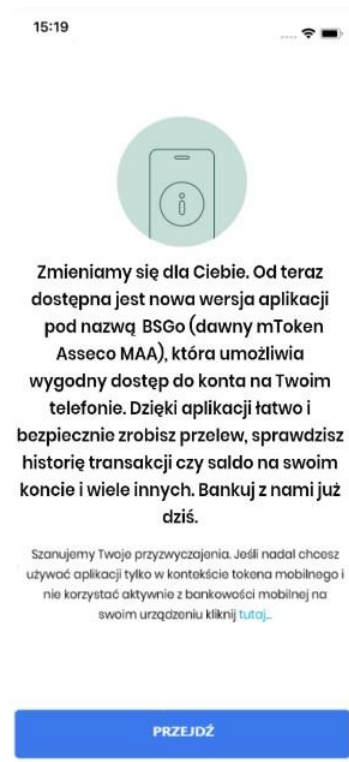 15:19
Zmieniamy się dla Ciebie. Od teraz
dostępna jest nowa wersja aplikacji
pod nazwą BSGo (dawny mToken
Asseco MAA), która umożliwia
wygodny dostęp do konta na Twoim
telefonie. Dzięki aplikacji łatwo i
bezpiecznie zrobisz przelew, sprawdzisz
historię transakcji czy saldo na swoim
koncie i wiele innych. Bankuj z nami już
dziś.
Szanujemy Twoje przyzwyczajenia. Jeśli nadal chcesz
używać aplikacji tylko w kontekście tokena mobilnego i
nie korzystać aktywnie z bankowości mobilnej na
swoim urządzeniu kliknij tutaj...
PRZEJDŹ